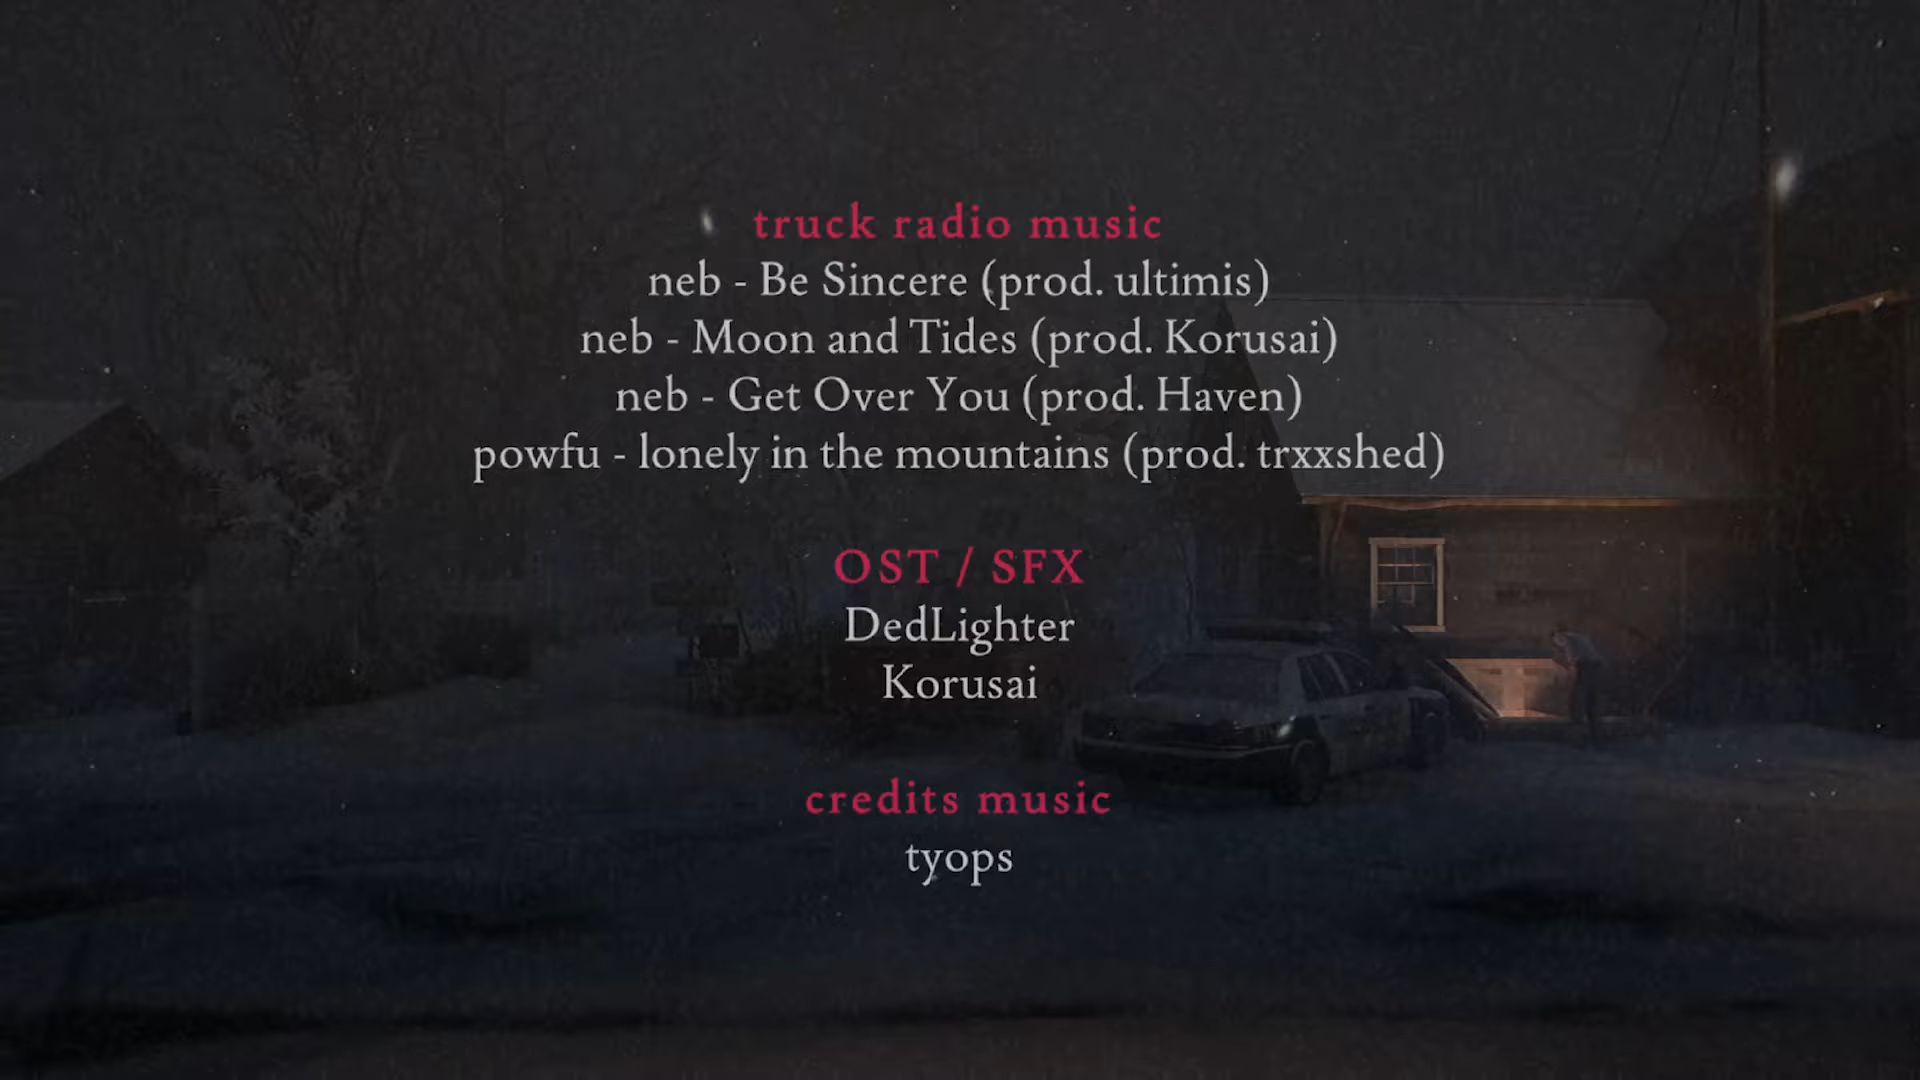 truck radio music
neb - Be Sincere (prod. ultimis)
neb - Moon and Tides (prod. Korusai)
neb - Get Over You (prod. Haven)
powfu - lonely in the mountains (prod. trxxshed)
OST / SFX
DedLighter
Korusai
credits music
tyops